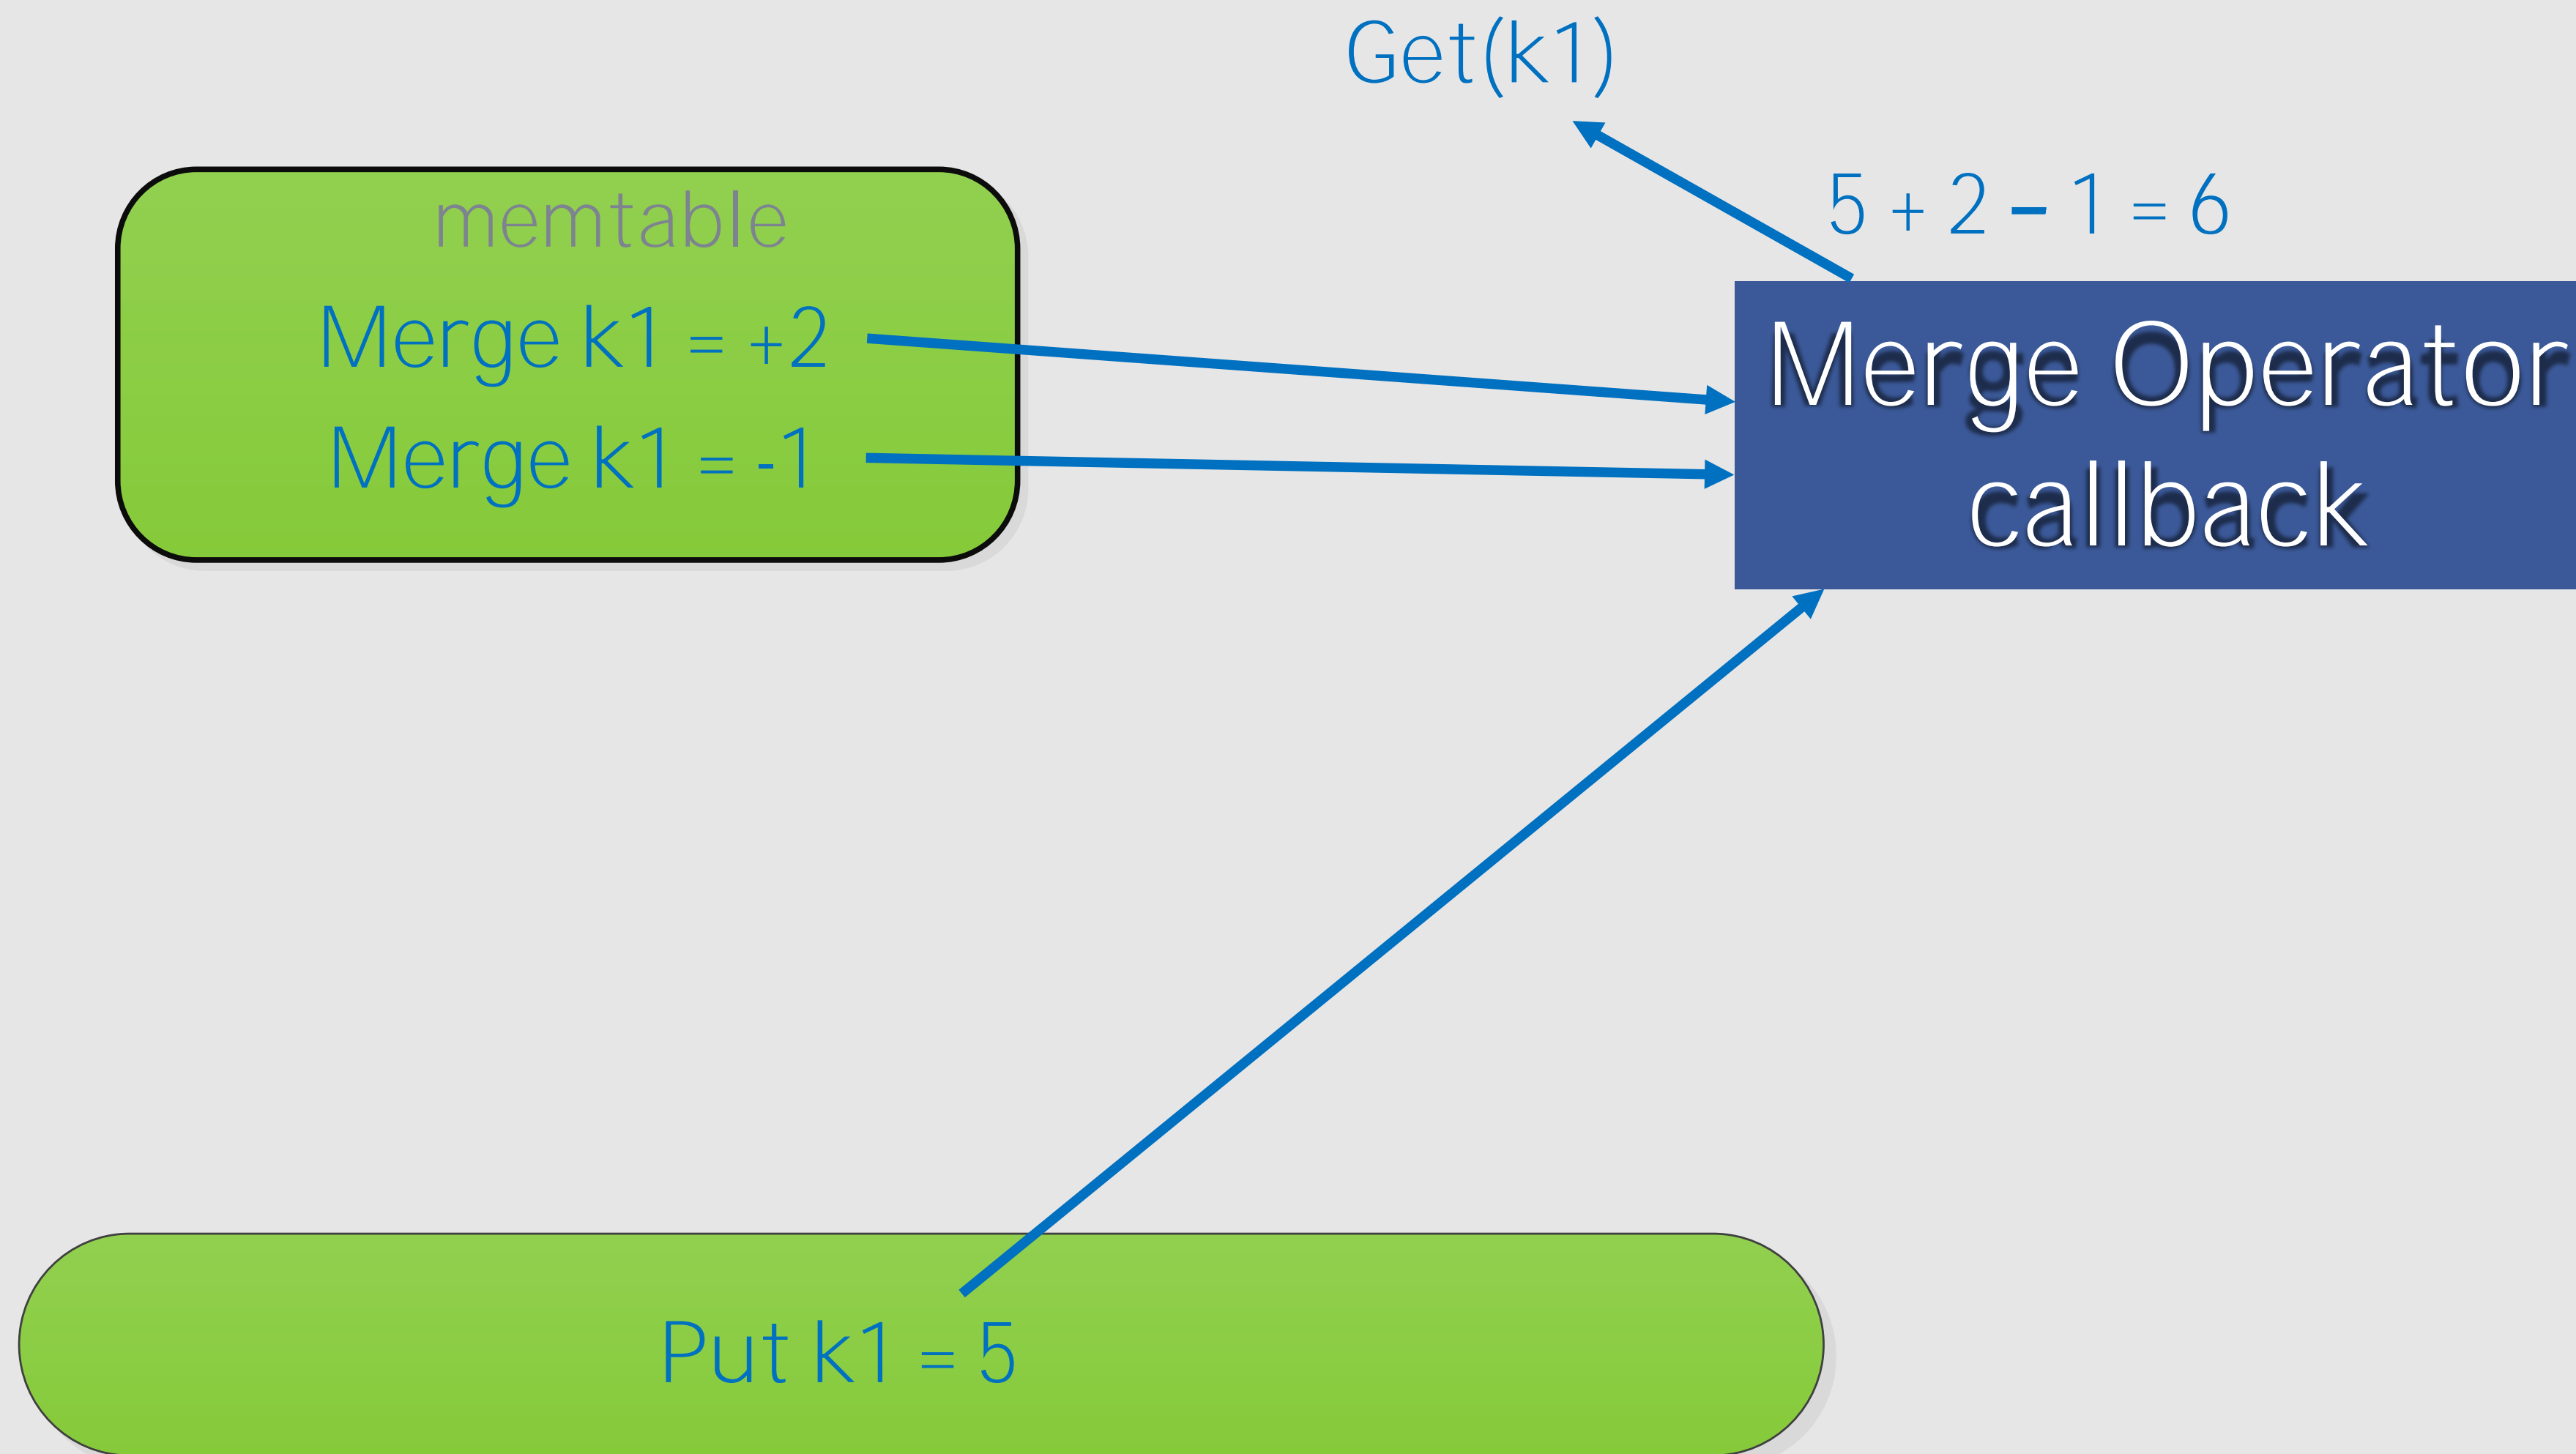 Get(k1)
5 + 2 – 1 = 6
memtable
Merge k1 = +2
Merge k1 = -1
Merge Operator
callback
Put k1 = 5